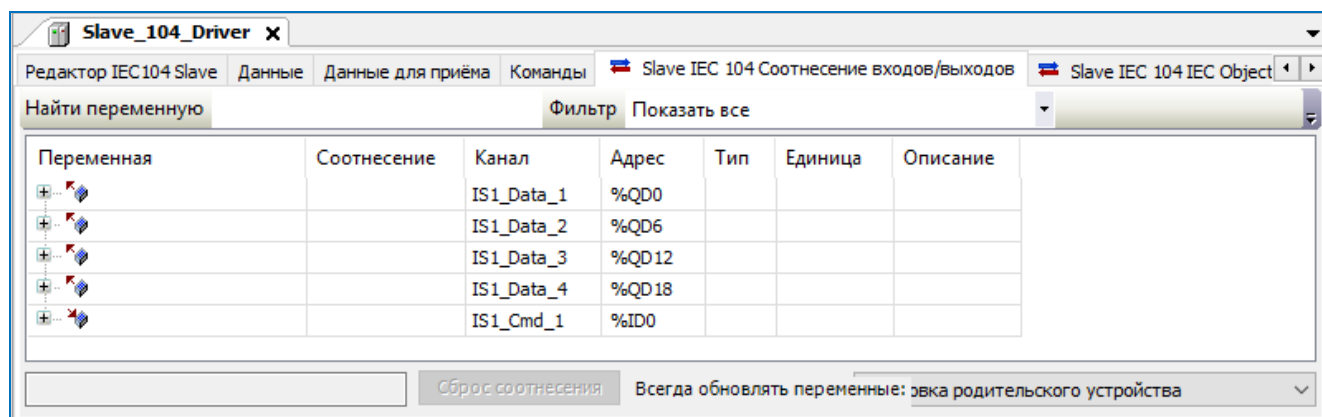 Slave_104_Driver X
Редактор IEC104 Slave Данные Данные для приёма Команды Slave IEC 104 Соотнесение входов/выходов Slave IEC 104 IEC Object
Найти переменную Фильтр Показать все
Переменная Соотнесение Канал Адрес Тип Единица Описание
IS1_Data_1 %QD0
IS1_Data_2 %QD6
IS1_Data_3 %QD12
IS1_Data_4 %QD18
IS1_Cmd_1 %ID0
Сброс соотнесения Всегда обновлять переменные: родительского устройства